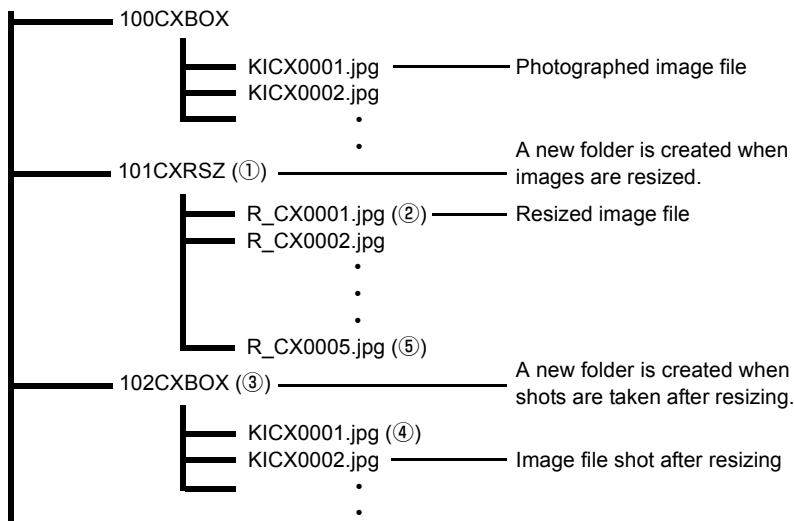 100CXBOX
KICX0001.jpg Photographed image file
KICX0002.jpg
A new folder is created when
101CXRSZ (①) images are resized.
R_CX0001.jpg (②) Resized image file
R_CX0002.jpg
R_CX0005.jpg (⑤)
A new folder is created when
102CXBOX (③) shots are taken after resizing.
KICX0001.jpg (④)
KICX0002.jpg Image file shot after resizing